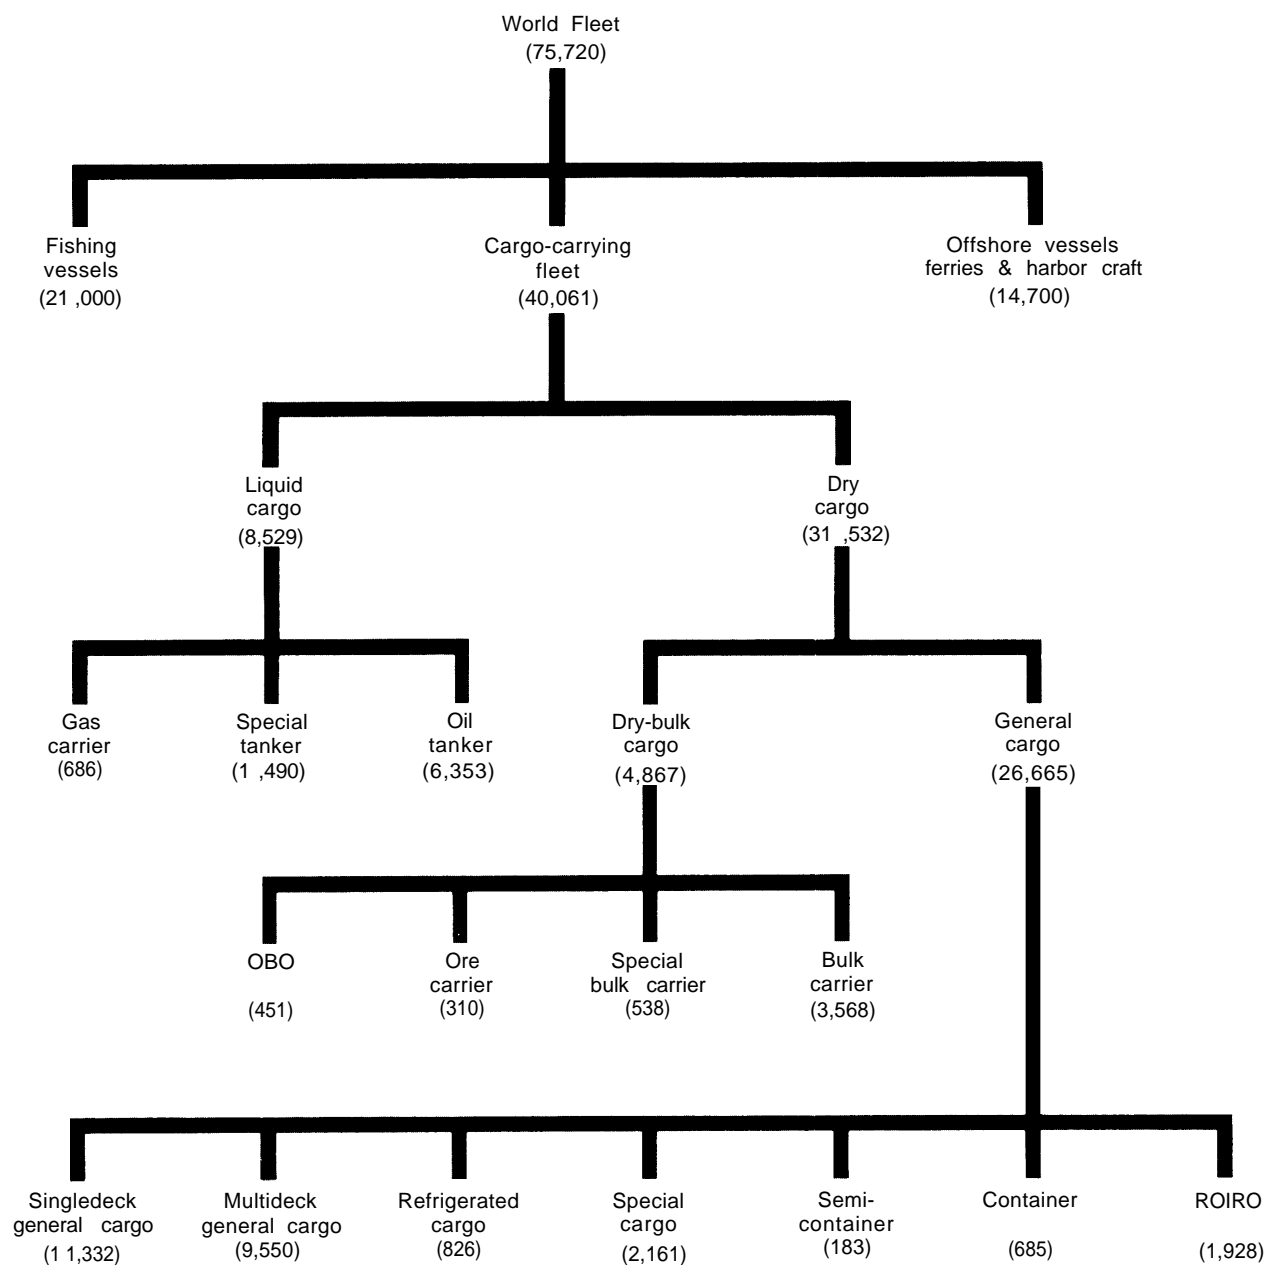 World Fleet
(75,720)
Fishing
vessels
(21 ,000)
Cargo-carrying
fleet
(40,061)
Offshore vessels
ferries & harbor craft
(14,700)
Liquid
cargo
(8,529)
Dry
cargo
(31 ,532)
Gas
carrier
(686)
Special
tanker
(1 ,490)
Oil
tanker
(6,353)
Dry-bulk
cargo
(4,867)
General
cargo
(26,665)
OBO
(451)
Ore
carrier
(310)
Special
bulk carrier
(538)
Bulk
carrier
(3,568)
Singledeck
general cargo
(1 1,332)
Multideck
general cargo
(9,550)
Refrigerated
cargo
(826)
Special
cargo
(2,161)
Semi-
container
(183)
Container
(685)
ROIRO
(1,928)